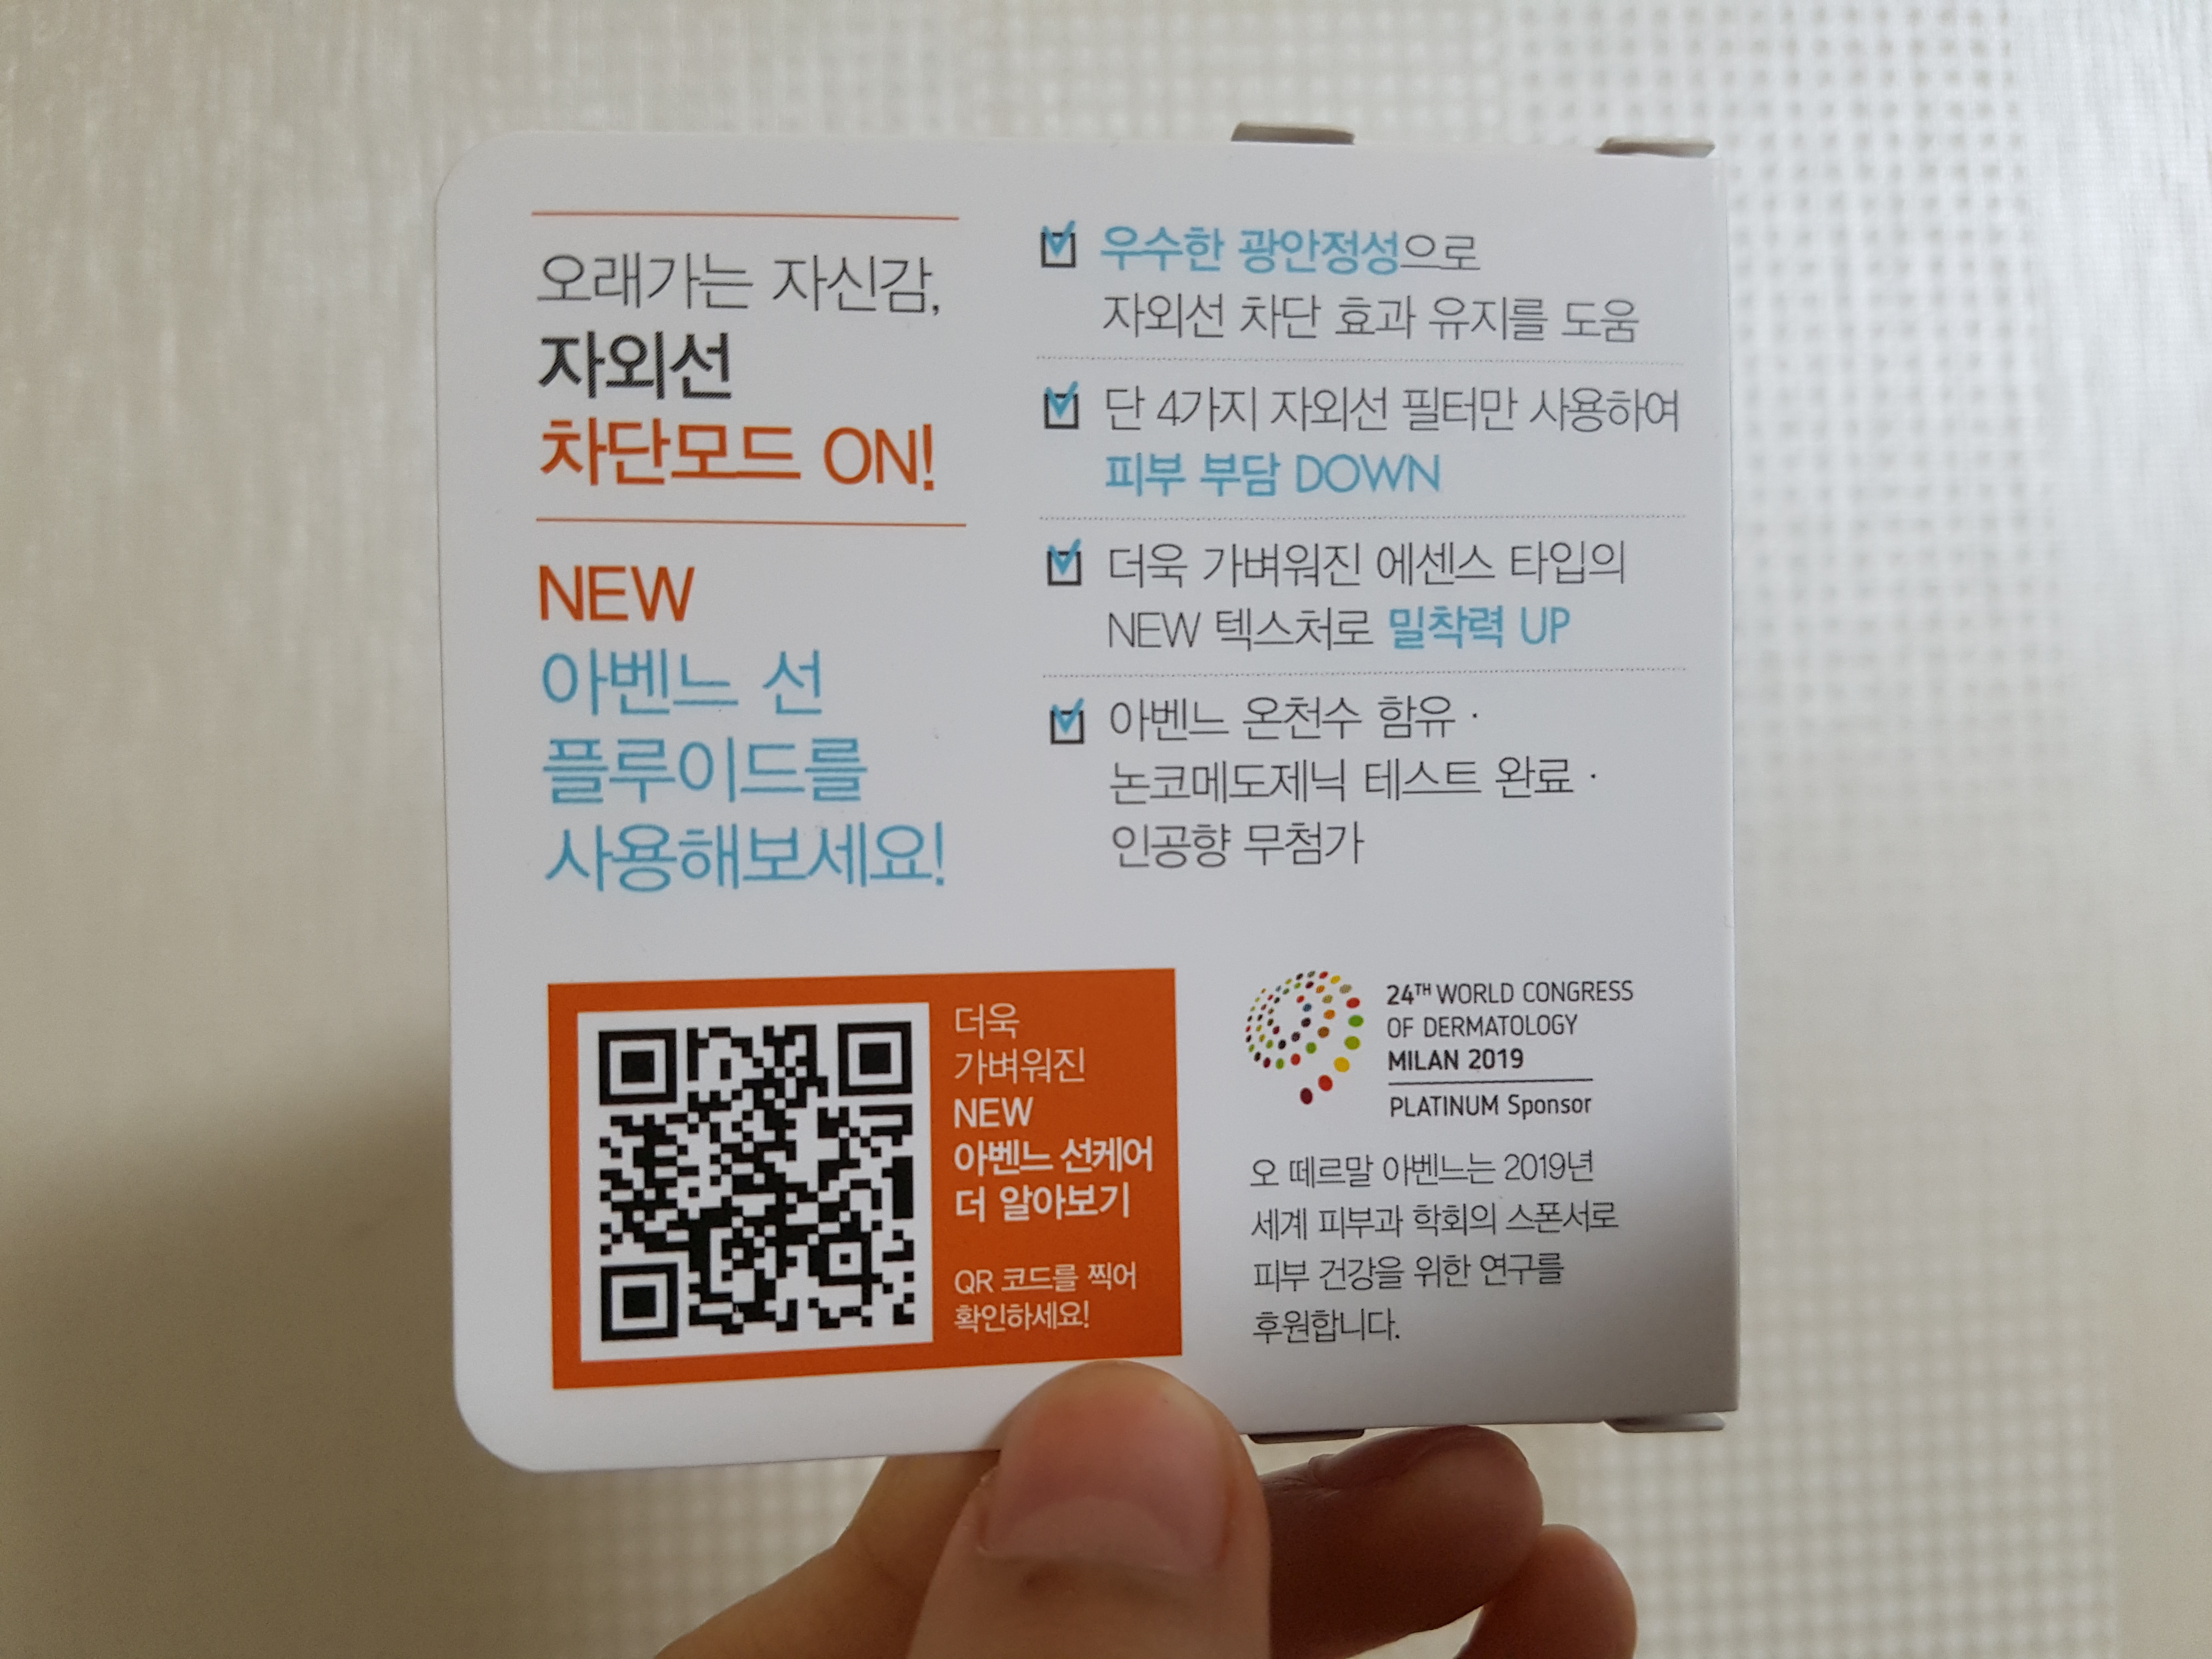 오래가는 자신감,
자외선
차단모드 ON!
NEW
아벤느 선
플루이드를
사용해보세요!
우수한 광안정성으로
자외선 차단 효과 유지를 도움
단 4가지 자외선 필터만 사용하여
피부 부담 DOWN
더욱 가벼워진 에센스 타입의
NEW 텍스처로 밀착력 UP
아벤느 온천수 함유 ·
논코메도제닉 테스트 완료 ·
인공향 무첨가
더욱
가벼워진
NEW
아벤느 선케어
더 알아보기
QR 코드를 찍어
확인하세요!
24TH WORLD CONGRESS
OF DERMATOLOGY
MILAN 2019
PLATINUM Sponsor
오 떼르말 아벤느는 2019년
세계 피부과 학회의 스폰서로
피부 건강을 위한 연구를
후원합니다.